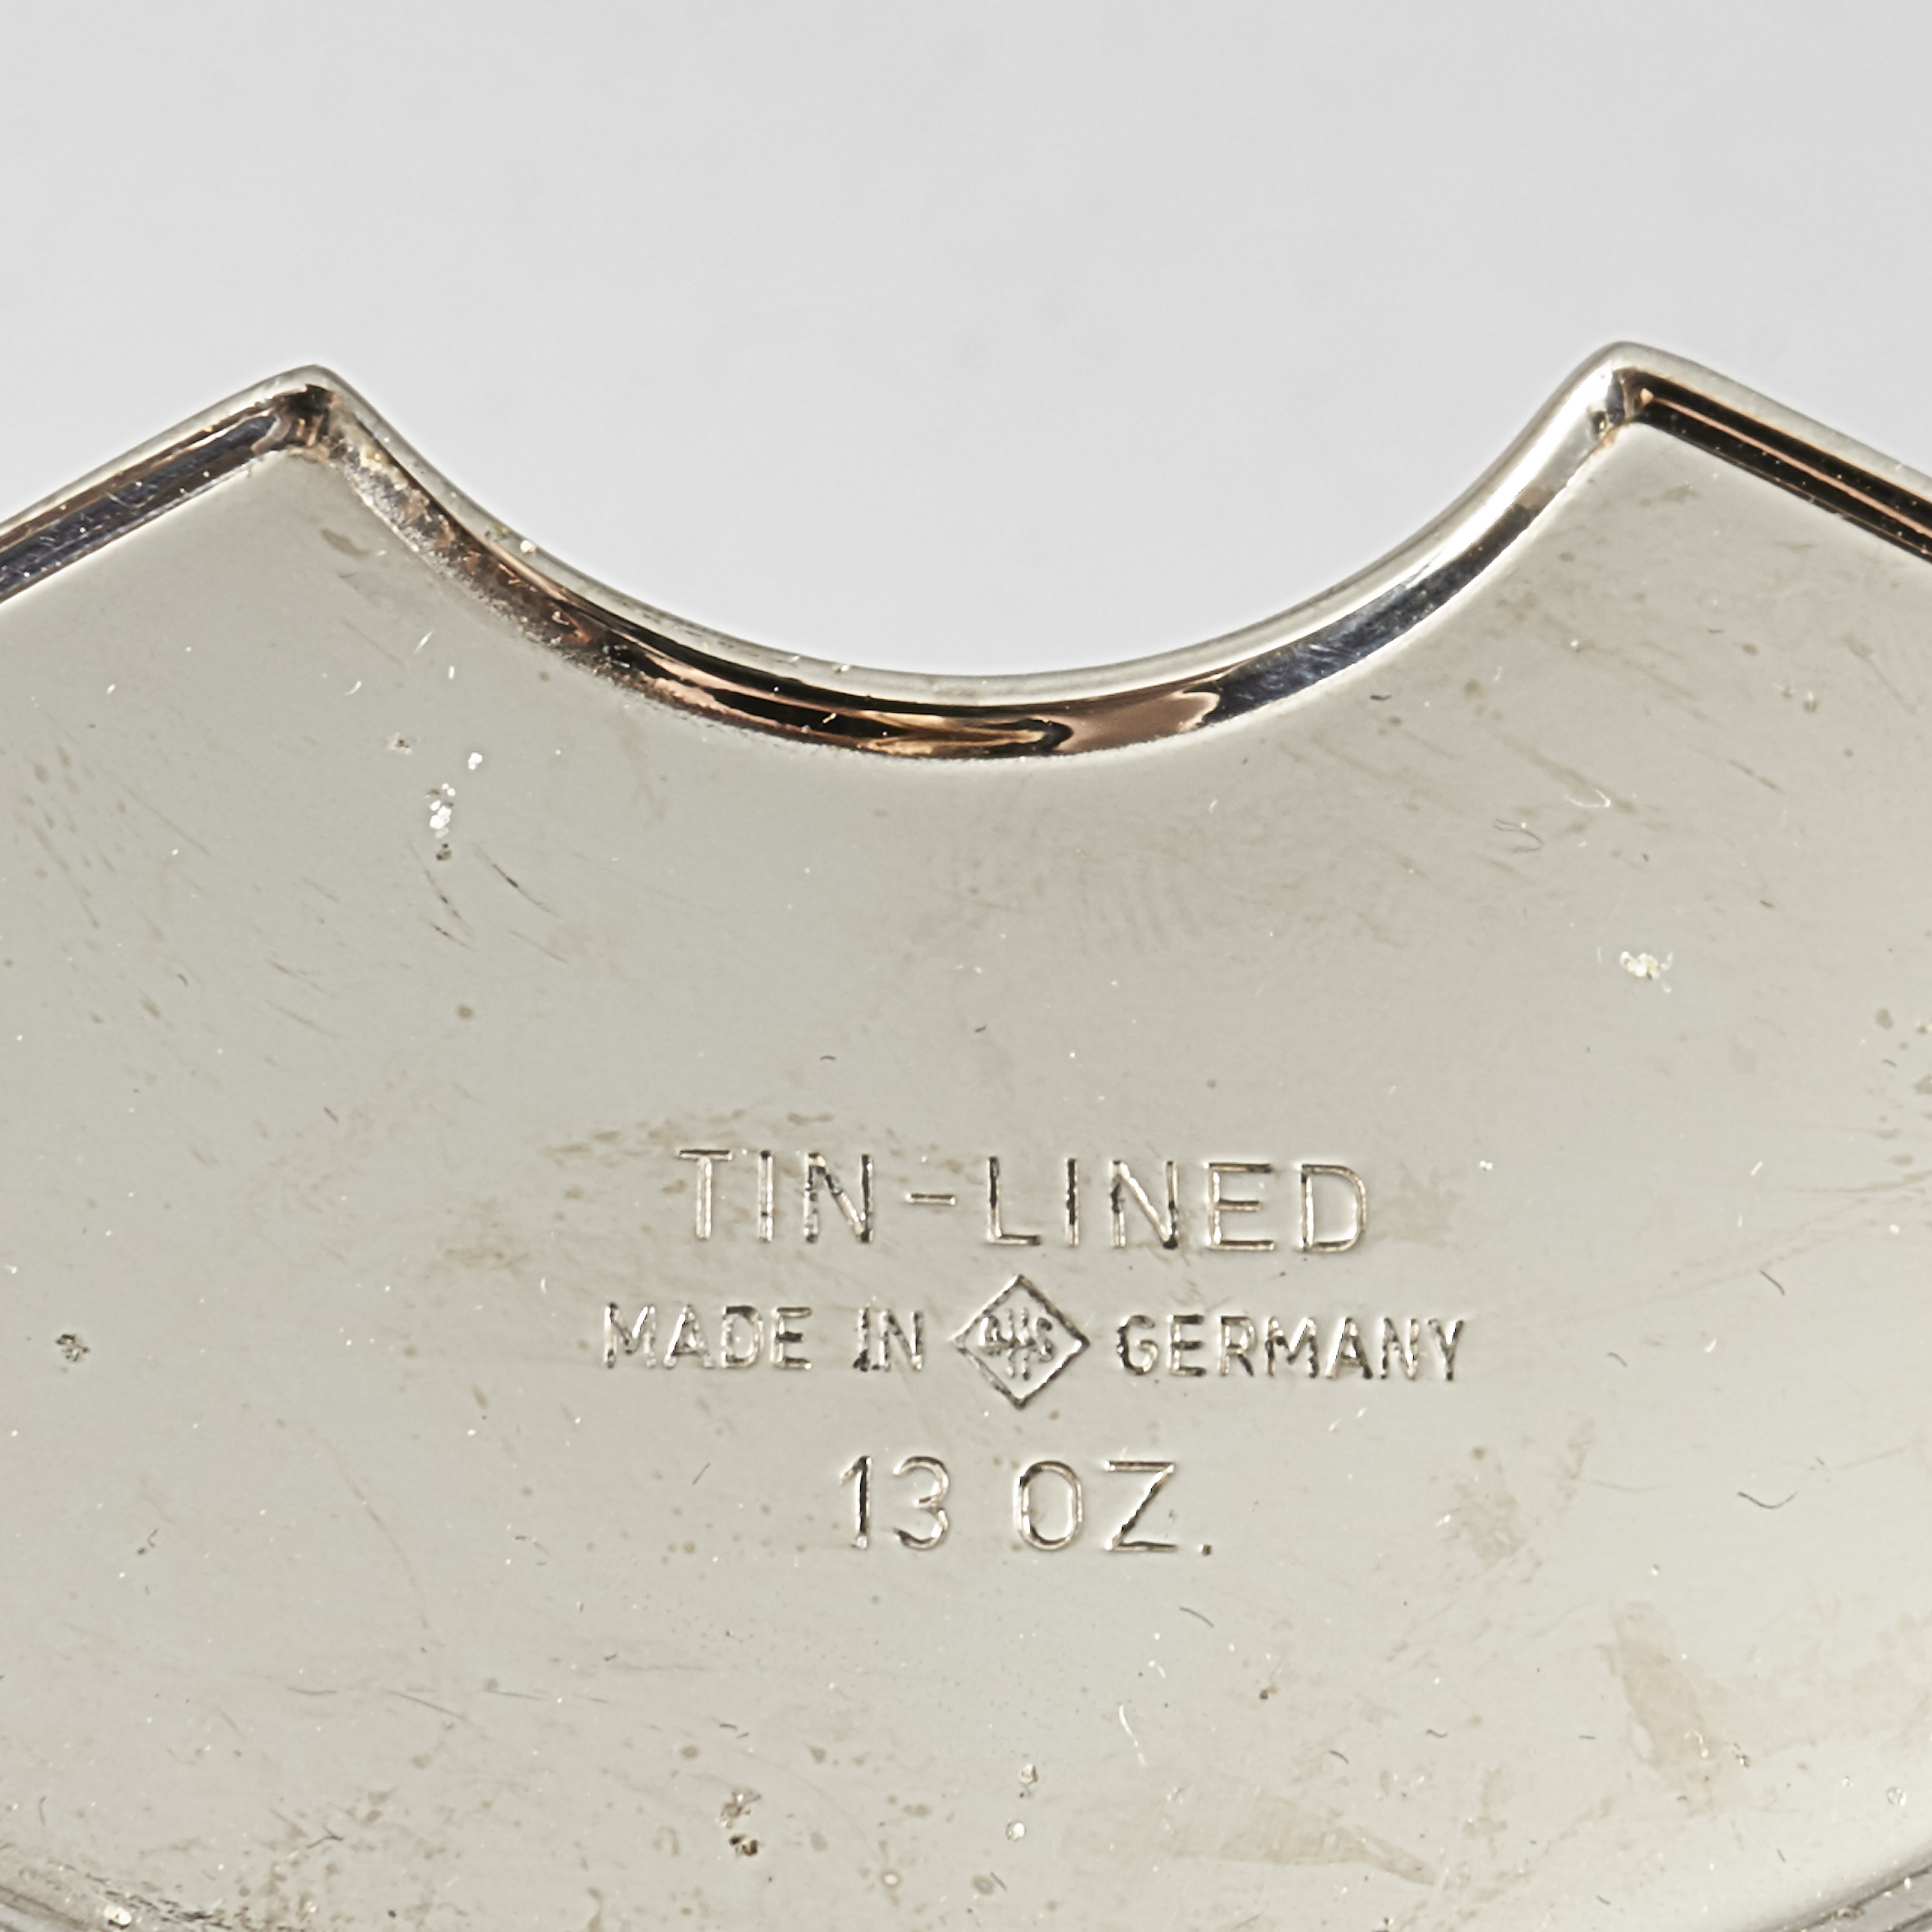 TIN-LINED
MADE IN GERMANY
13 OZ.